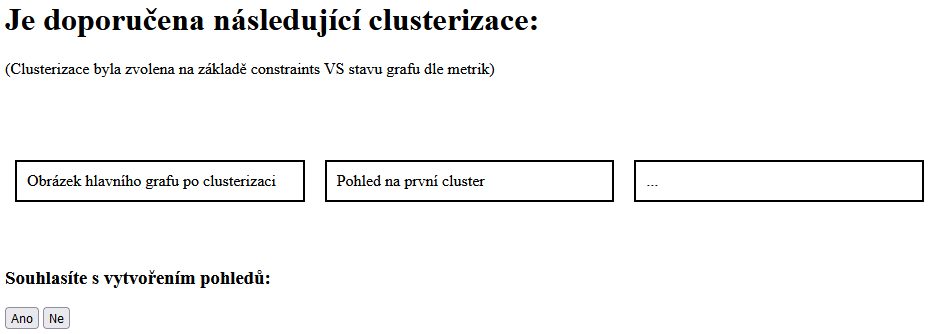 Je doporučena následující clusterizace:
(Clusterizace byla zvolena na základě constraints VS stavu grafu dle metrik)
Obrázek hlavního grafu po clusterizaci
Pohled na první cluster
...
Souhlasíte s vytvořením pohledů:
Ano Ne